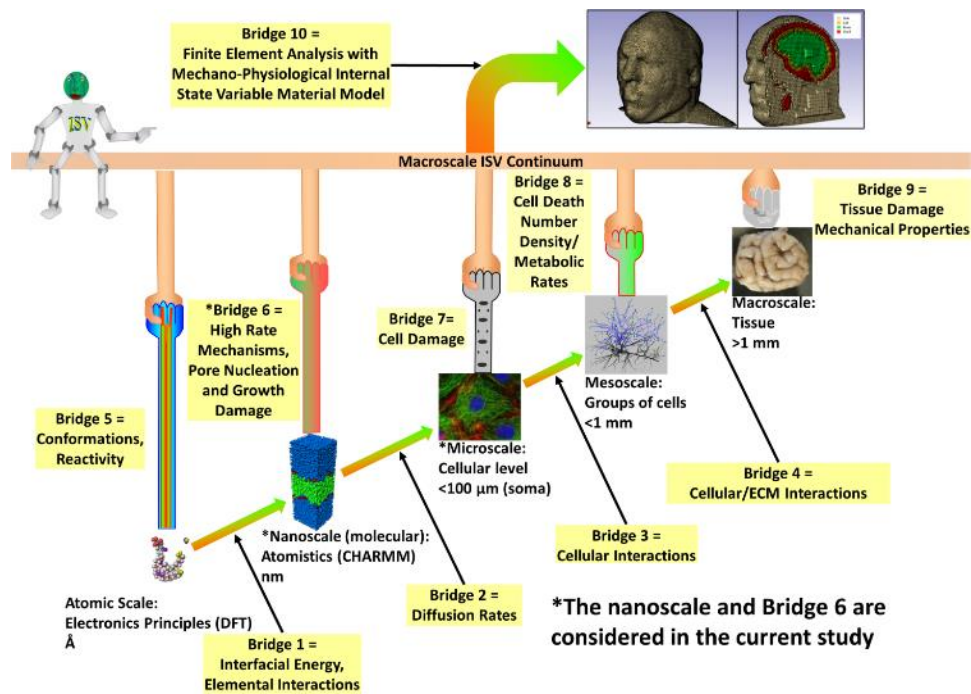 Bridge 10 =
Finite Element Analysis with
Mechano-Physiological Internal
State Variable Material Model
ISV
Macroscale ISV Continuum
Bridge 8 =
Cell Death
Number
Density/
Metabolic
Rates
Bridge 9 =
Tissue Damage
Mechanical Properties
*Bridge 6 =
High Rate
Mechanisms,
Pore Nucleation
and Growth
Damage
Bridge 7=
Cell Damage
Macroscale:
Tissue
>1 mm
Bridge 5 =
Conformations,
Reactivity
Mesoscale:
Groups of cells
<1 mm
*Microscale:
Cellular level
<100 μm (soma)
Bridge 4 =
Cellular/ECM Interactions
*Nanoscale (molecular):
Atomistics (CHARMM)
nm
Bridge 3 =
Cellular Interactions
Atomic Scale:
Electronics Principles (DFT)
Å
Bridge 2 =
Diffusion Rates
Bridge 1 =
Interfacial Energy,
Elemental Interactions
*The nanoscale and Bridge 6 are
considered in the current study